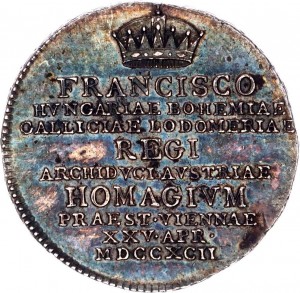 FRANCISCO
HVNGARIAE BOHEMIAE
GALLICIAE LODOMERIAE
REGI
ARCHIDVCI AVSTRIAE
HOMAGIVM
PRAEST· VIENNAE
XXV· APR·
MDCCXCII